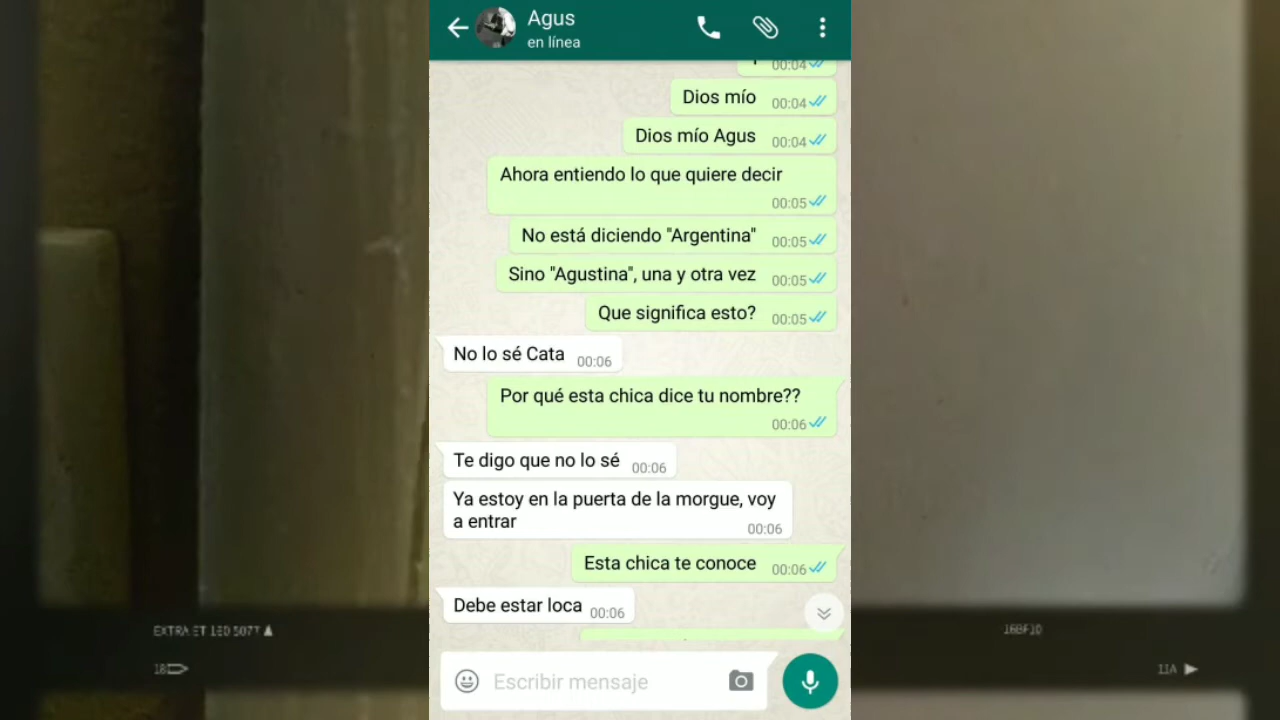 Agus
en línea
00:04
Dios mío 00:04
Dios mío Agus 00:04
Ahora entiendo lo que quiere decir
00:05
No está diciendo "Argentina" 00:05
Sino "Agustina", una y otra vez 00:05
Que significa esto? 00:05
No lo sé Cata 00:06
Por qué esta chica dice tu nombre??
00:06
Te digo que no lo sé 00:06
Ya estoy en la puerta de la morgue, voy
a entrar 00:06
Esta chica te conoce 00:06
Debe estar loca 00:06
Escribir mensaje
11A